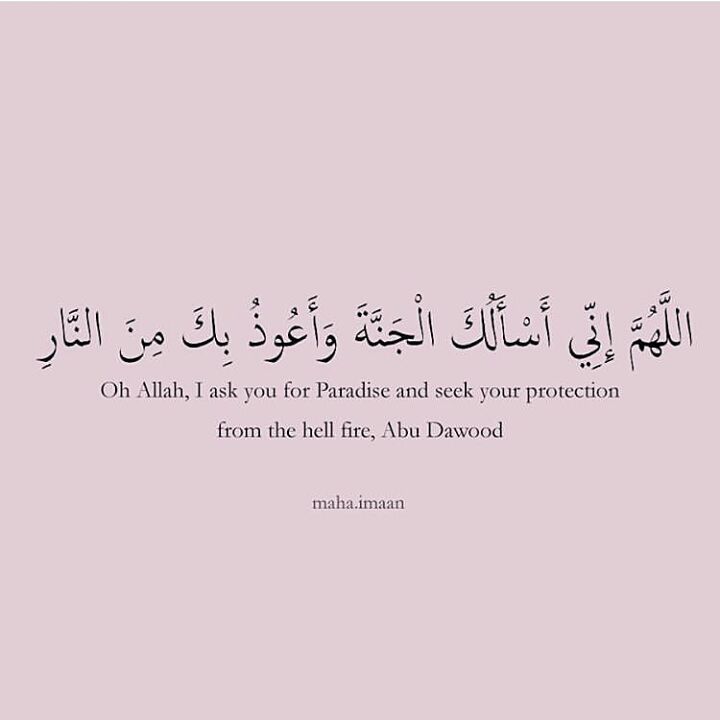 اللَّهُمَّ إِنِّي أَسْأَلُكَ الْجَنَّةَ وَأَعُوذُ بِكَ مِنَ النَّارِ
Oh Allah, I ask you for Paradise and seek your protection
from the hell fire, Abu Dawood
maha.imaan